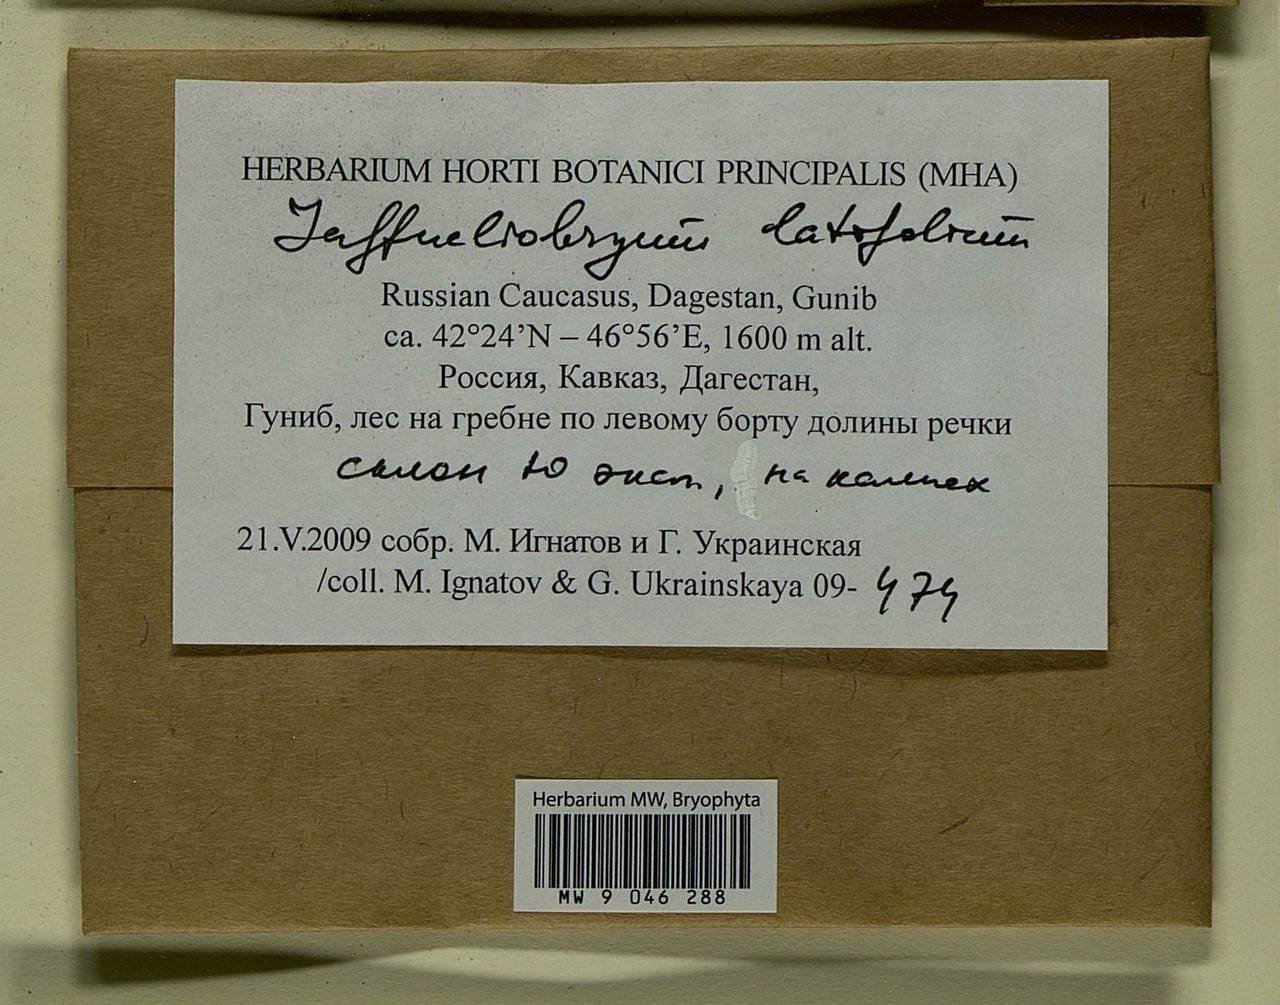 HERBARIUM HORTI BOTANICI PRINCIPALIS (MHA)
Jaffueliobryum latifolium
Russian Caucasus, Dagestan, Gunib
ca. 42°24’N – 46°56’E, 1600 m alt.
Россия, Кавказ, Дагестан,
Гуниб, лес на гребне по левому борту долины речки
склон Ю эксп, на камнях
21.V.2009 собр. М. Игнатов и Г. Украинская
/coll. M. Ignatov & G. Ukrainskaya 09- 474
Herbarium MW, Bryophyta
MW 9 046 288